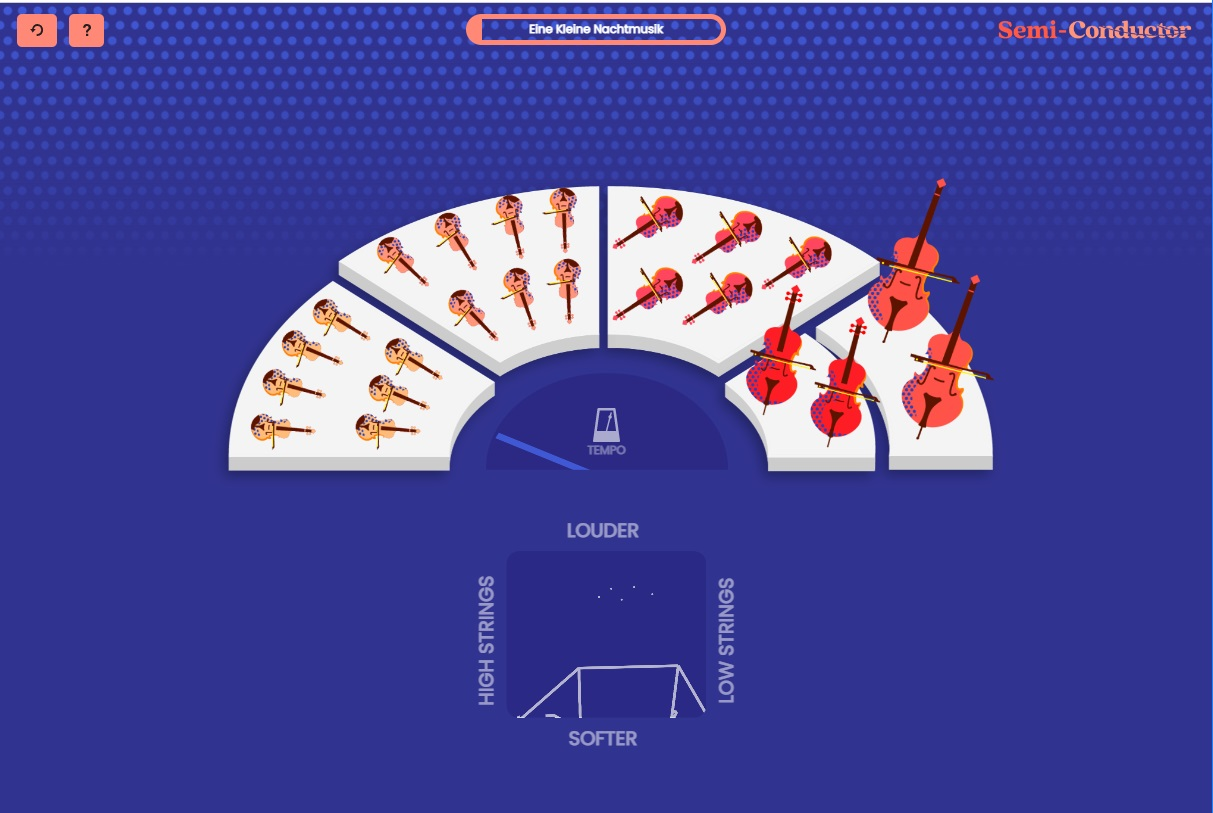 ?
Eine Kleine Nachtmusik
Semi-Conductor
TEMPO
LOUDER
HIGH STRINGS
LOW STRINGS
SOFTER